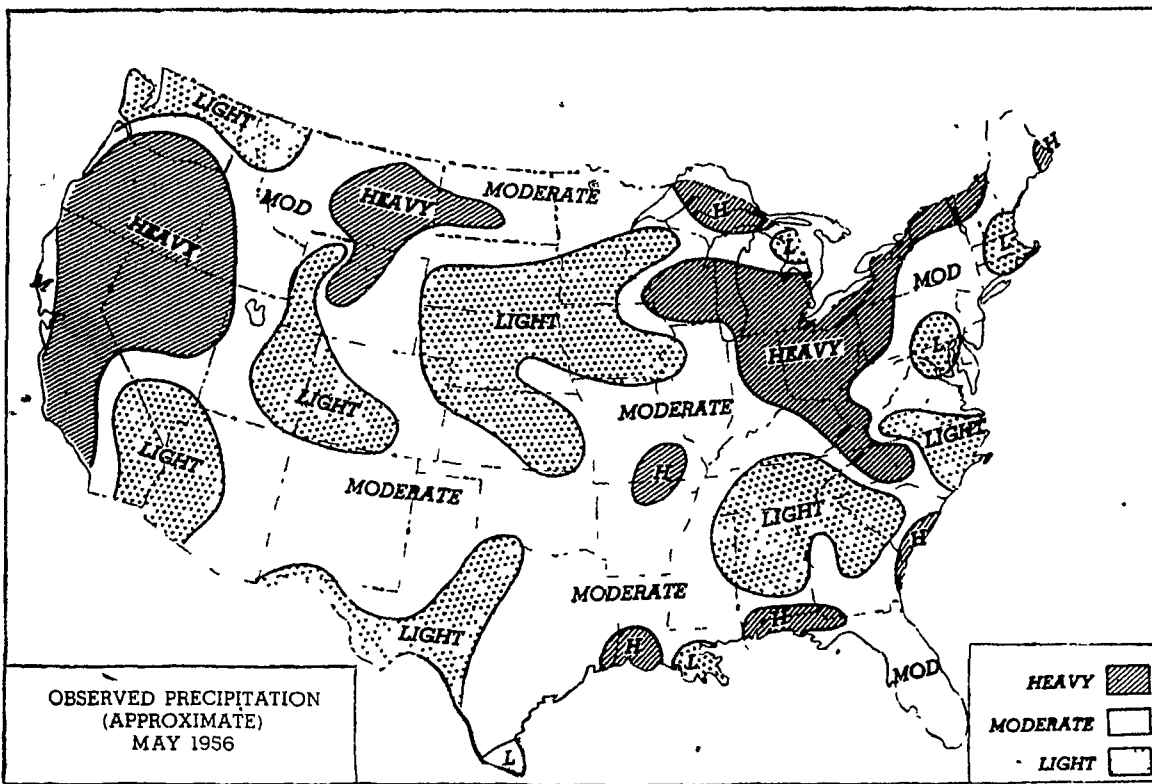 LIGHT
HEAVY
MOD
HEAVY
MODERATE
H
H
L
L
MOD
M
LIGHT
HEAVY
L
LIGHT
MODERATE
LIGHT
LIGHT
H
MODERATE
LIGHT
H
MODERATE
LIGHT
H
H
L
MOD
L
OBSERVED PRECIPITATION
(APPROXIMATE)
MAY 1956
HEAVY
MODERATE
LIGHT